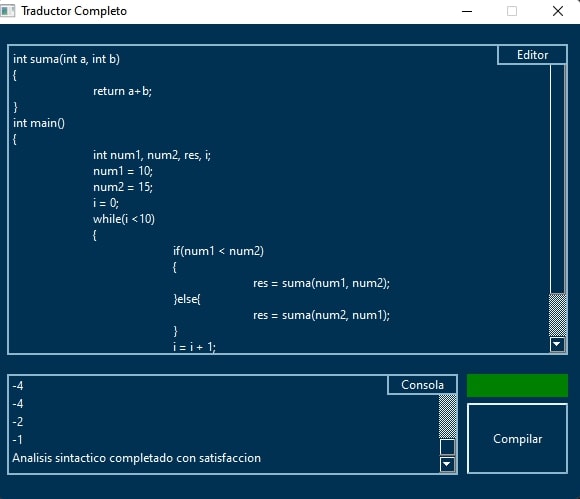 Traductor Completo
Editor
int suma(int a, int b)
{
return a+b;
}
int main()
{
int num1, num2, res, i;
num1 = 10;
num2 = 15;
i = 0;
while(i <10)
{
if(num1 < num2)
{
res = suma(num1, num2);
}else{
res = suma(num2, num1);
}
i = i + 1;
Consola
-4
-4
-2
-1
Analisis sintactico completado con satisfaccion
Compilar